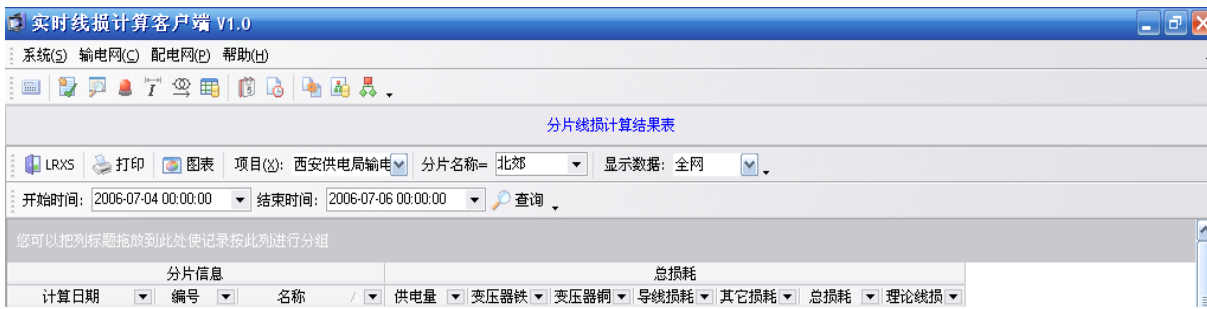 实时线损计算客户端 V1.0
系统(S) 输电网(C) 配电网(P) 帮助(H)
分片线损计算结果表
LRXS 打印 图表 项目(X): 西安供电局输电 分片名称= 北郊 显示数据: 全网
开始时间: 2006-07-04 00:00:00 结束时间: 2006-07-06 00:00:00 查询
您可以把列标题拖放到此处使记录按此列进行分组
分片信息 总损耗
计算日期 编号 名称 / 供电量 变压器铁 变压器铜 导线损耗 其它损耗 总损耗 理论线损